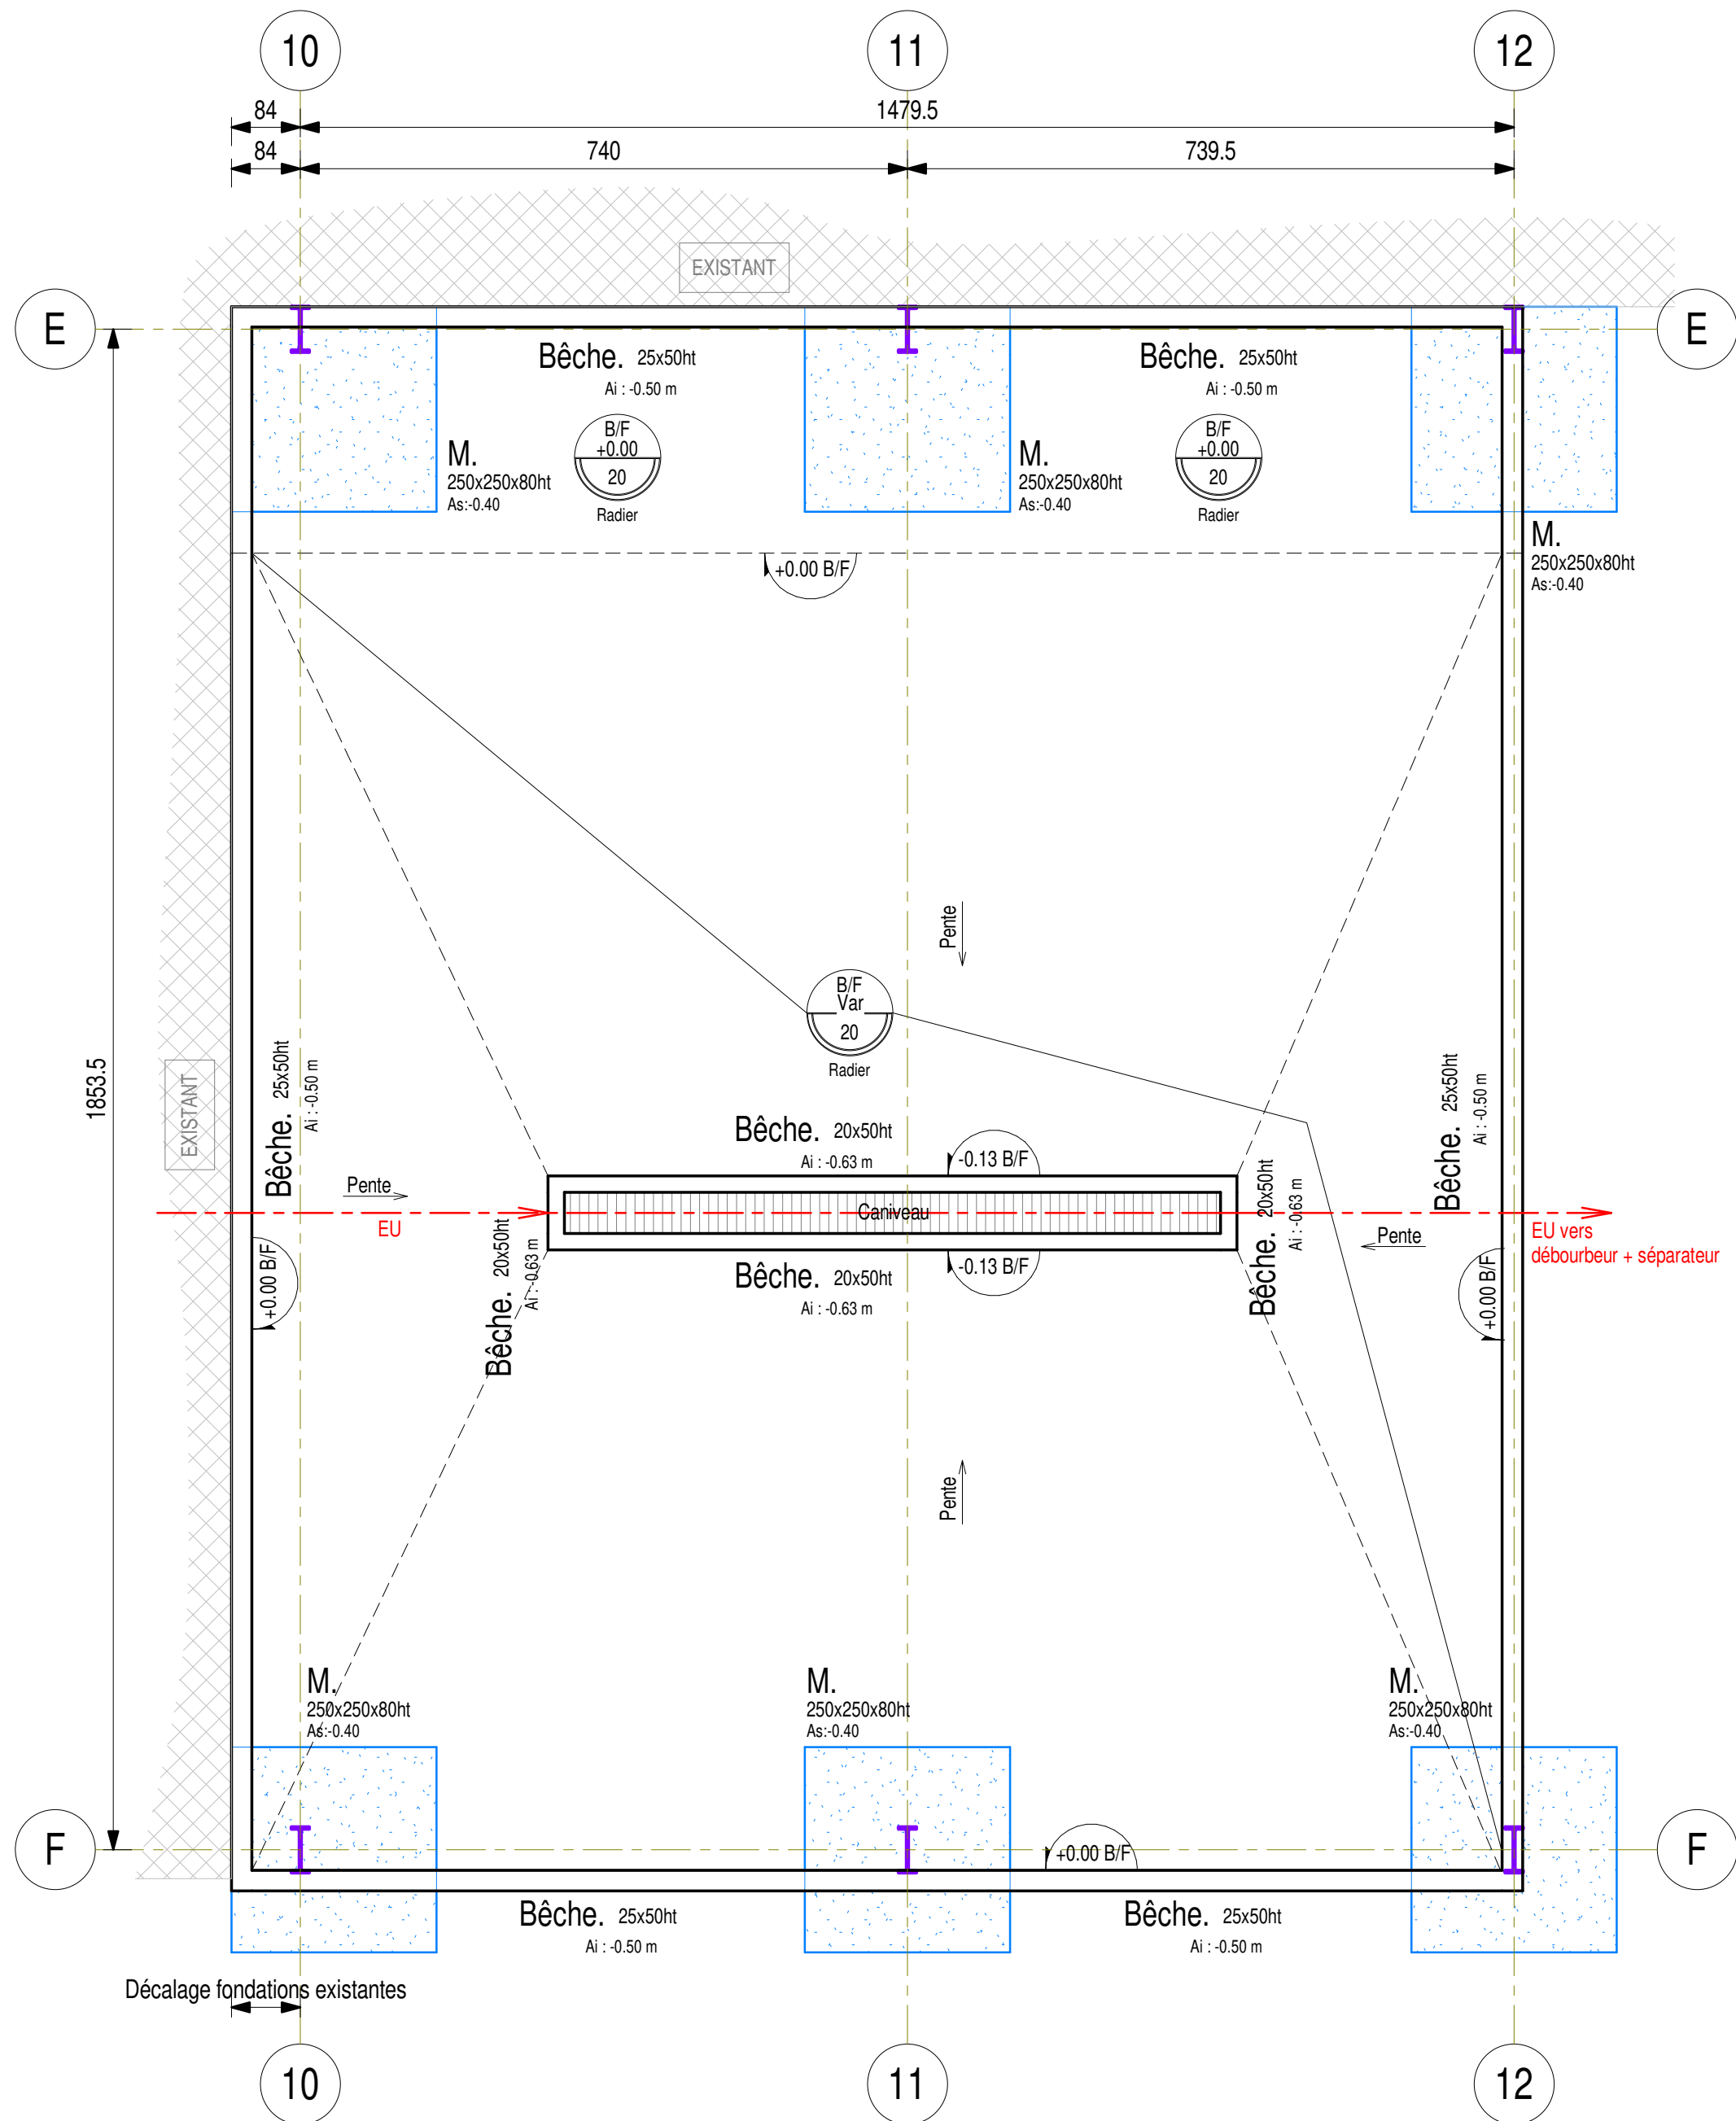 10
11
12
84
1479.5
84
740
739.5
EXISTANT
E
E
Bêche. 25x50ht
Ai : -0.50 m
Bêche. 25x50ht
Ai : -0.50 m
B/F
+0.00
20
Radier
B/F
+0.00
20
Radier
M.
250x250x80ht
As:-0.40
M.
250x250x80ht
As:-0.40
M.
250x250x80ht
As:-0.40
+0.00 B/F
Pente
B/F
Var
20
Radier
1853.5
EXISTANT
Bêche. 25x50ht
Ai : -0.50 m
Bêche. 25x50ht
Ai : -0.50 m
Bêche. 20x50ht
Ai : -0.63 m
-0.13 B/F
Pente
EU
Caniveau
Bêche. 20x50ht
Ai : -0.63 m
Bêche. 20x50ht
Ai : -0.63 m
Pente
EU vers
débourbeur + séparateur
+0.00 B/F
Bêche. 20x50ht
Ai : -0.63 m
-0.13 B/F
+0.00 B/F
Pente
M.
250x250x80ht
As:-0.40
M.
250x250x80ht
As:-0.40
M.
250x250x80ht
As:-0.40
F
F
+0.00 B/F
Bêche. 25x50ht
Ai : -0.50 m
Bêche. 25x50ht
Ai : -0.50 m
Décalage fondations existantes
10
11
12